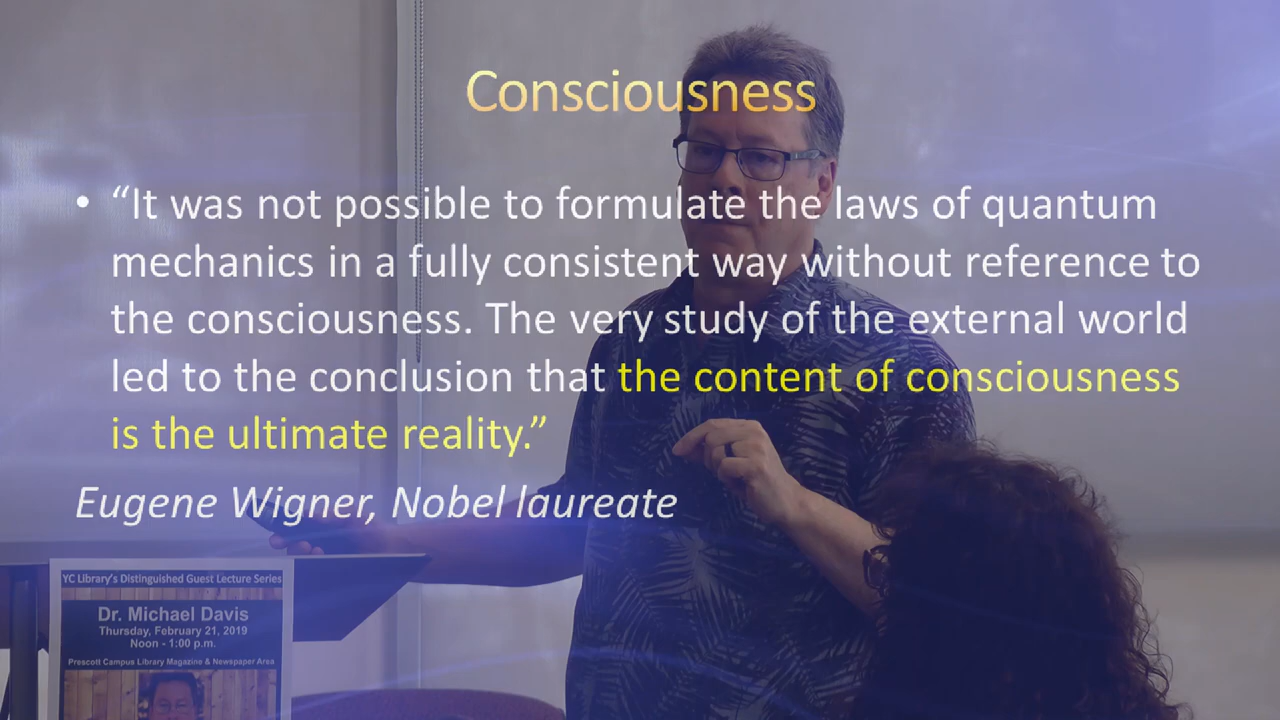 Consciousness
• “It was not possible to formulate the laws of quantum
mechanics in a fully consistent way without reference to
the consciousness. The very study of the external world
led to the conclusion that the content of consciousness
is the ultimate reality.”
Eugene Wigner, Nobel laureate
YC Library's Distinguished Guest Lecture Series
Dr. Michael Davis
Thursday, February 21, 2019
Noon - 1:00 p.m.
Prescott Campus Library Magazine & Newspaper Area